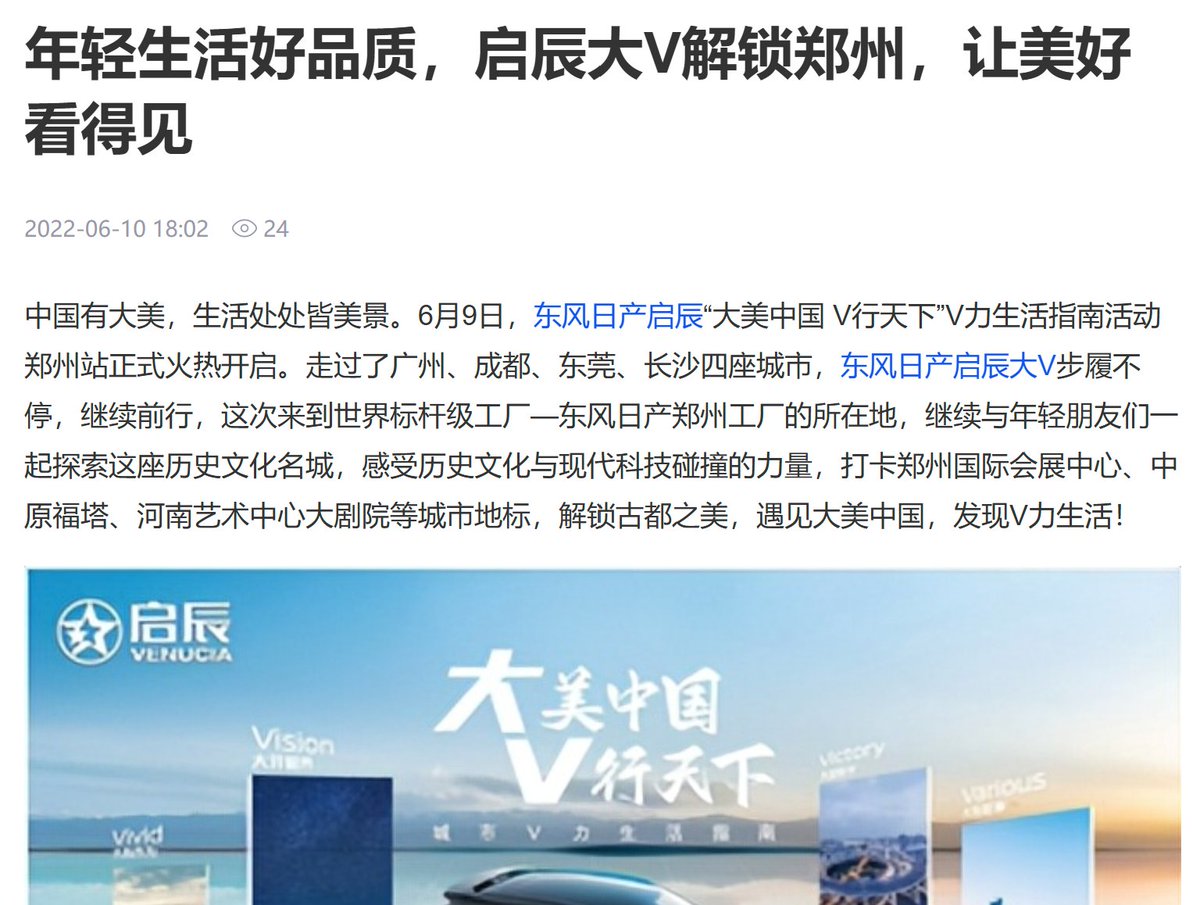 年轻生活好品质，启辰大V解锁郑州，让美好
看得见
2022-06-10 18:02 24
中国有大美，生活处处皆美景。6月9日，东风日产启辰“大美中国 V行天下”V力生活指南活动
郑州站正式火热开启。走过了广州、成都、东莞、长沙四座城市，东风日产启辰大V步履不
停，继续前行，这次来到世界标杆级工厂—东风日产郑州工厂的所在地，继续与年轻朋友们一
起探索这座历史文化名城，感受历史文化与现代科技碰撞的力量，打卡郑州国际会展中心、中
原福塔、河南艺术中心大剧院等城市地标，解锁古都之美，遇见大美中国，发现V力生活！
启辰
VENUCIA
大美中国
V行天下
城市V力生活指南
Vision
Victory
Various
Vivid